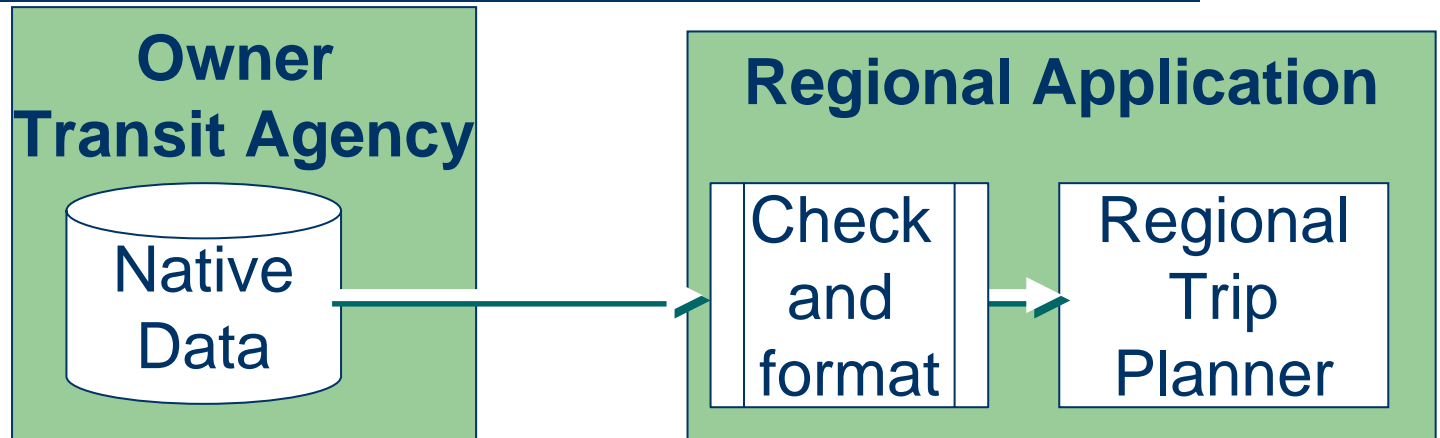 Owner
Transit Agency
Native
Data
Regional Application
Check
and
format
Regional
Trip
Planner